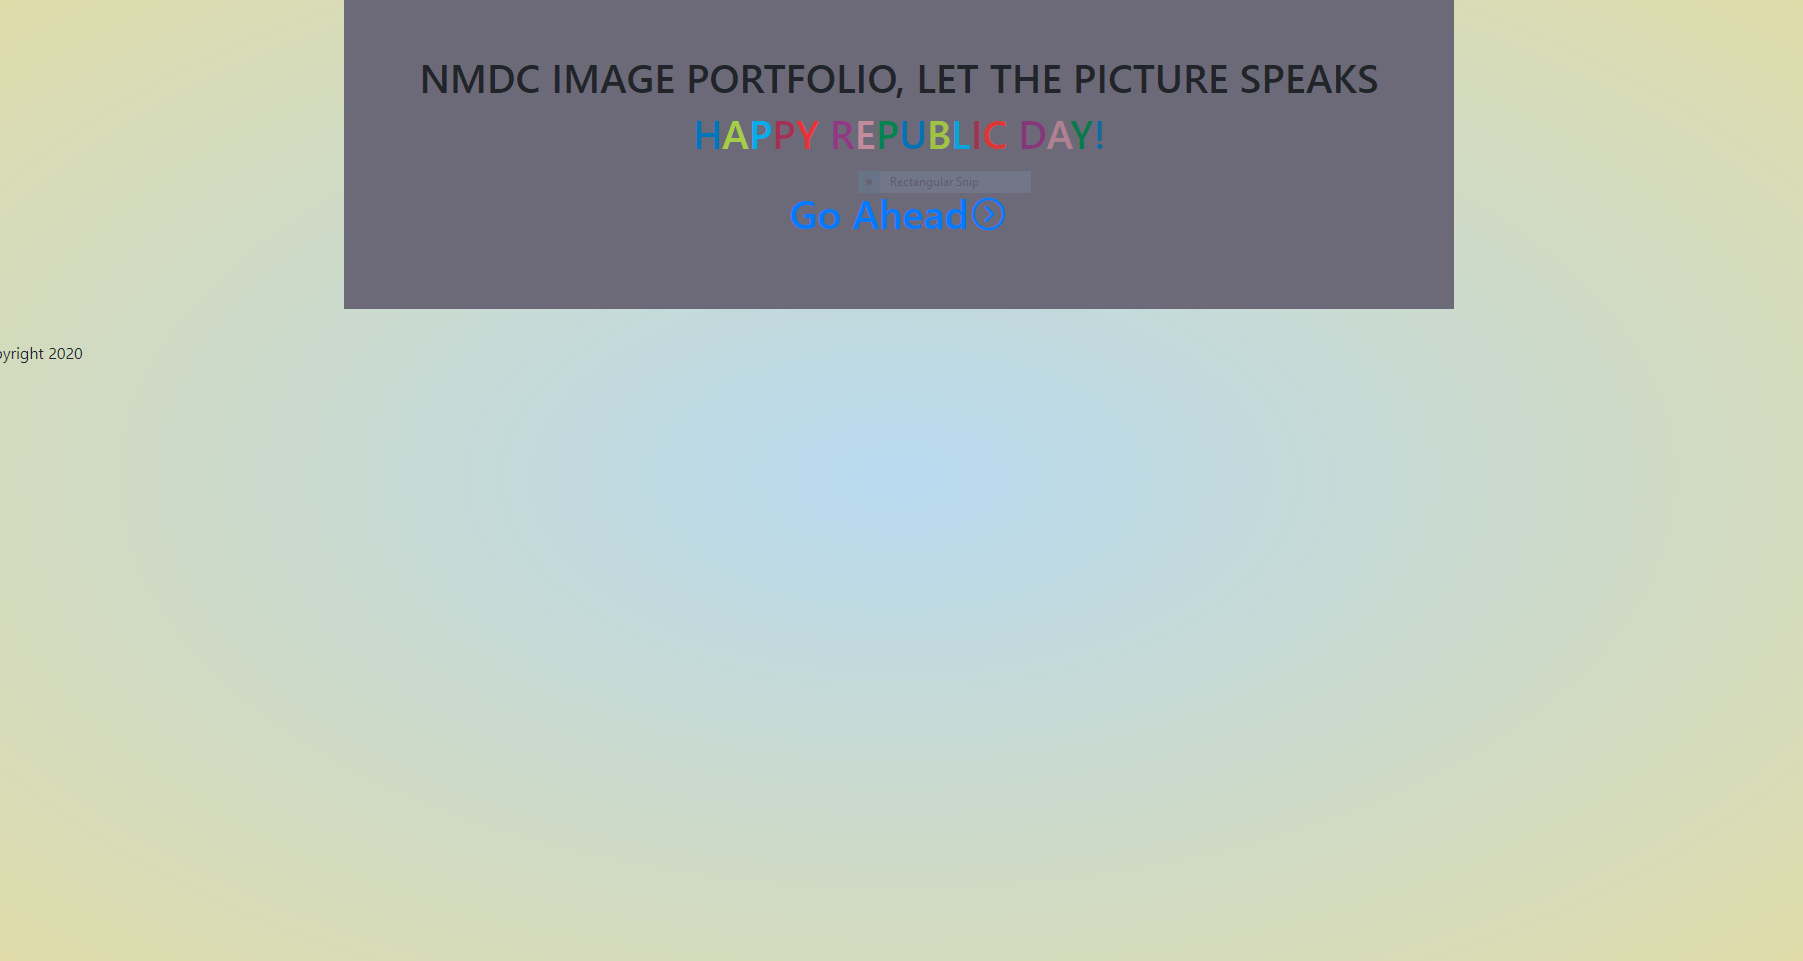 NMDC IMAGE PORTFOLIO, LET THE PICTURE SPEAKS
HAPPY REPUBLIC DAY!
Rectangular Snip
Go Ahead
pyright 2020